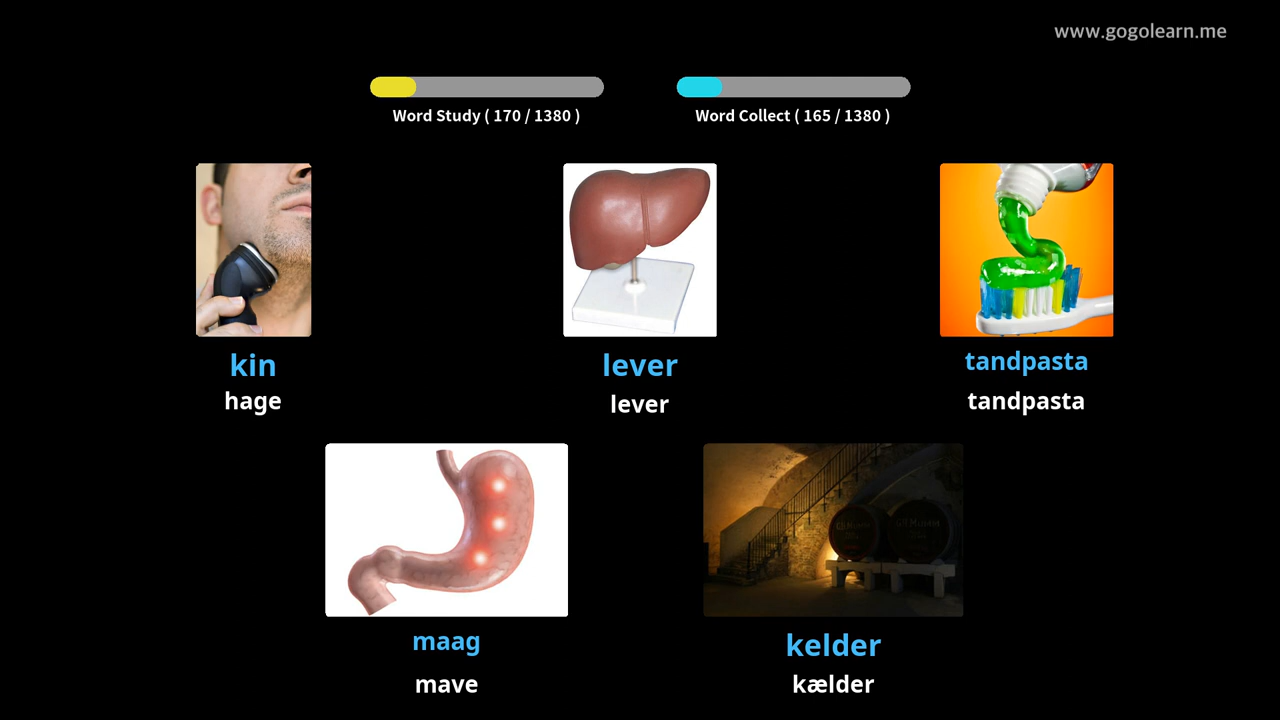 www.gogolearn.me
Word Study ( 170 / 1380 )
Word Collect ( 165 / 1380 )
kin
hage
lever
lever
tandpasta
tandpasta
maag
mave
kelder
kælder